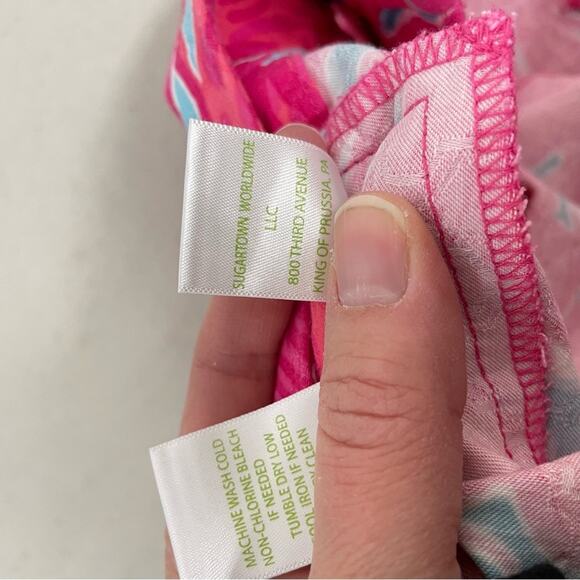 SUGARTOWN WORLDWIDE
LLC
800 THIRD AVENUE
KING OF PRUSSIA, PA
MACHINE WASH COLD
NON-CHLORINE BLEACH
IF NEEDED
TUMBLE DRY LOW
IRON IF NEEDED
CLEAN